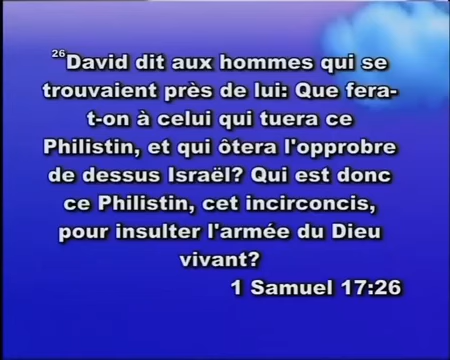 26David dit aux hommes qui se
trouvaient près de lui: Que fera-
t-on à celui qui tuera ce
Philistin, et qui ôtera l'opprobre
de dessus Israël? Qui est donc
ce Philistin, cet incirconcis,
pour insulter l'armée du Dieu
vivant?
1 Samuel 17:26